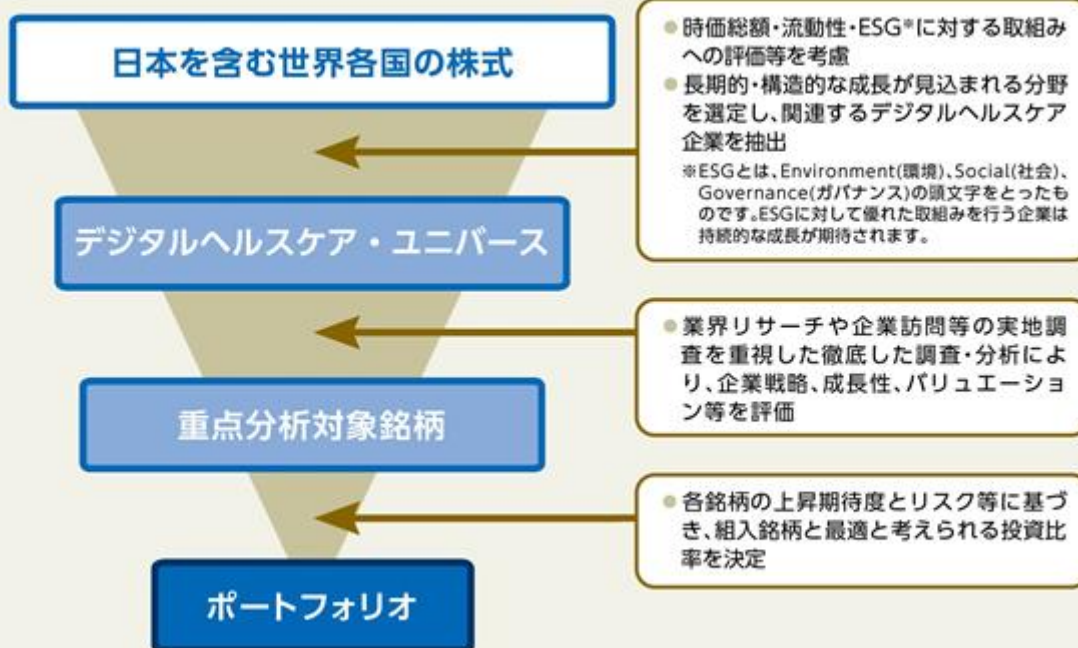 日本を含む世界各国の株式
●時価総額・流動性・ESG※に対する取組み
への評価等を考慮
●長期的・構造的な成長が見込まれる分野
を選定し、関連するデジタルヘルスケア
企業を抽出
※ESGとは、Environment(環境)、Social(社会)、
Governance(ガバナンス)の頭文字をとったも
のです。ESGに対して優れた取組みを行う企業は
持続的な成長が期待されます。
デジタルヘルスケア・ユニバース
●業界リサーチや企業訪問等の実地調
査を重視した徹底した調査・分析によ
り、企業戦略、成長性、バリュエーショ
ン等を評価
重点分析対象銘柄
●各銘柄の上昇期待度とリスク等に基づ
き、組入銘柄と最適と考えられる投資比
率を決定
ポートフォリオ